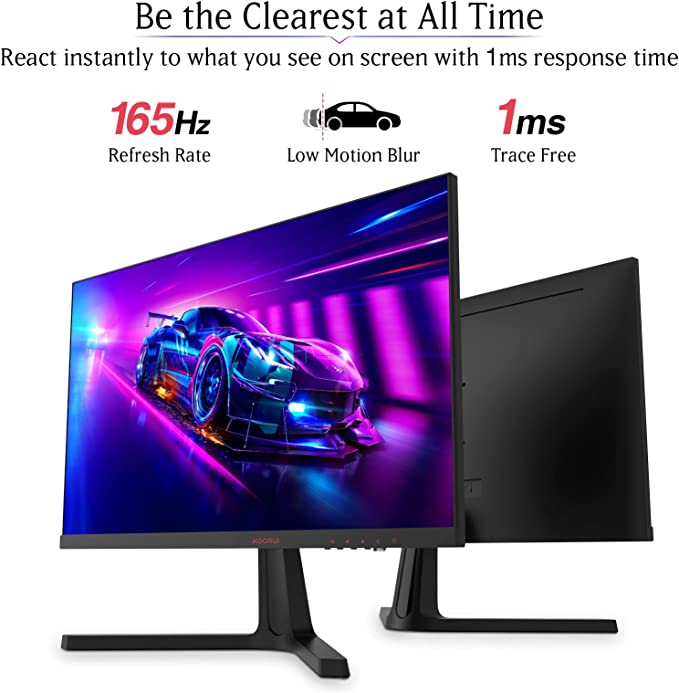 Be the Clearest at All Time
React instantly to what you see on screen with 1ms response time
165Hz
1ms
Refresh Rate
Low Motion Blur
Trace Free
KOORUI